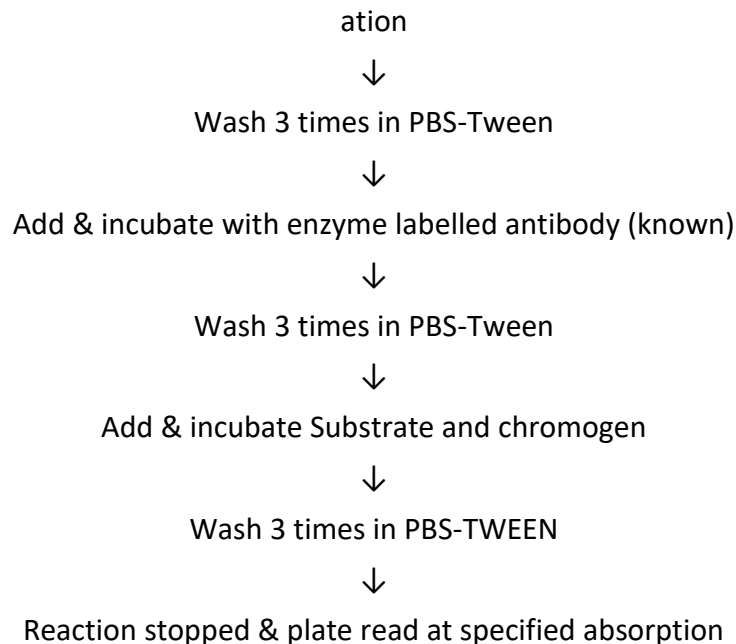 ation
↓
Wash 3 times in PBS-Tween
↓
Add & incubate with enzyme labelled antibody (known)
↓
Wash 3 times in PBS-Tween
↓
Add & incubate Substrate and chromogen
↓
Wash 3 times in PBS-TWEEN
↓
Reaction stopped & plate read at specified absorption